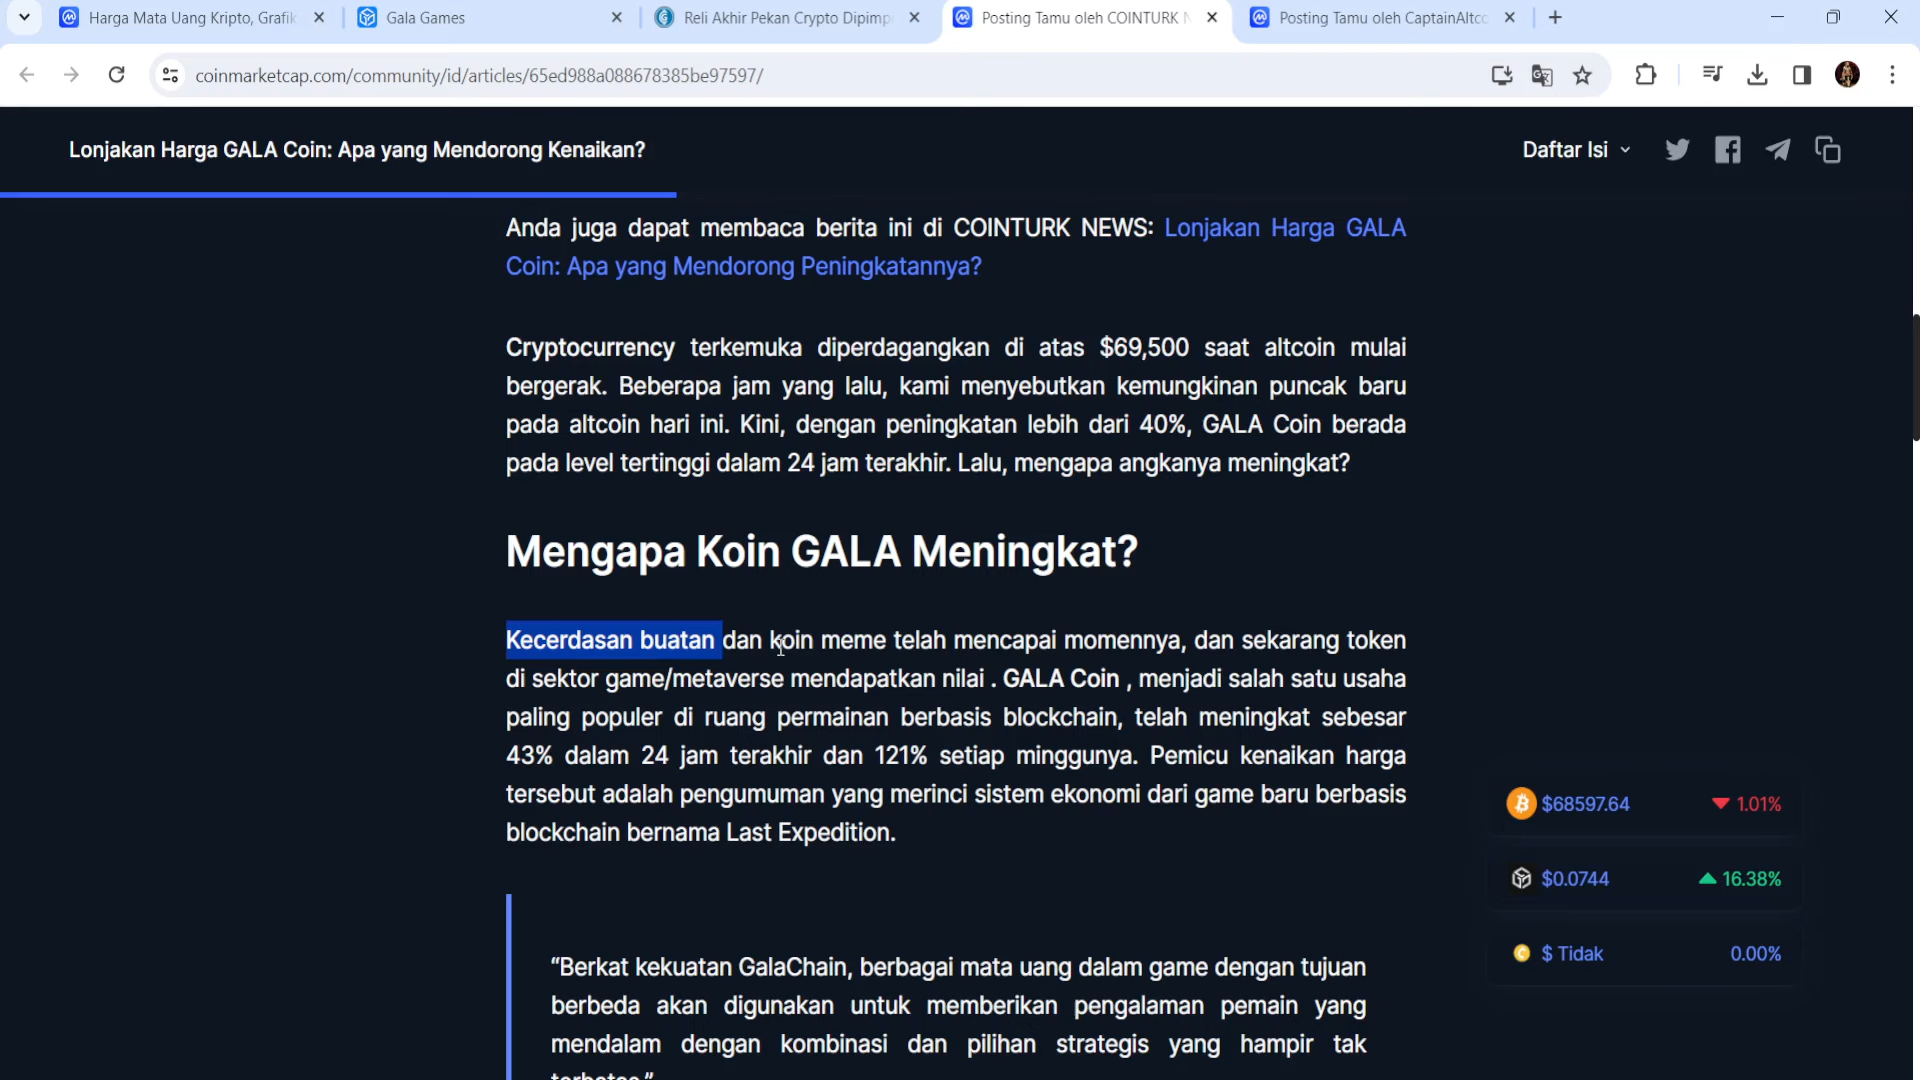 Harga Mata Uang Kripto, Grafik
Gala Games
Reli Akhir Pekan Crypto Dipimpi
Posting Tamu oleh COINTURK N
Posting Tamu oleh CaptainAltco
coinmarketcap.com/community/id/articles/65ed988a088678385be97597/
Lonjakan Harga GALA Coin: Apa yang Mendorong Kenaikan?
Daftar Isi
Anda juga dapat membaca berita ini di COINTURK NEWS: Lonjakan Harga GALA
Coin: Apa yang Mendorong Peningkatannya?
Cryptocurrency terkemuka diperdagangkan di atas $69,500 saat altcoin mulai
bergerak. Beberapa jam yang lalu, kami menyebutkan kemungkinan puncak baru
pada altcoin hari ini. Kini, dengan peningkatan lebih dari 40%, GALA Coin berada
pada level tertinggi dalam 24 jam terakhir. Lalu, mengapa angkanya meningkat?
Mengapa Koin GALA Meningkat?
Kecerdasan buatan dan koin meme telah mencapai momennya, dan sekarang token
di sektor game/metaverse mendapatkan nilai . GALA Coin , menjadi salah satu usaha
paling populer di ruang permainan berbasis blockchain, telah meningkat sebesar
43% dalam 24 jam terakhir dan 121% setiap minggunya. Pemicu kenaikan harga
tersebut adalah pengumuman yang merinci sistem ekonomi dari game baru berbasis
blockchain bernama Last Expedition.
$68597.64 1.01%
$0.0744 16.38%
$ Tidak 0.00%
“Berkat kekuatan GalaChain, berbagai mata uang dalam game dengan tujuan
berbeda akan digunakan untuk memberikan pengalaman pemain yang
mendalam dengan kombinasi dan pilihan strategis yang hampir tak
terbatas.”